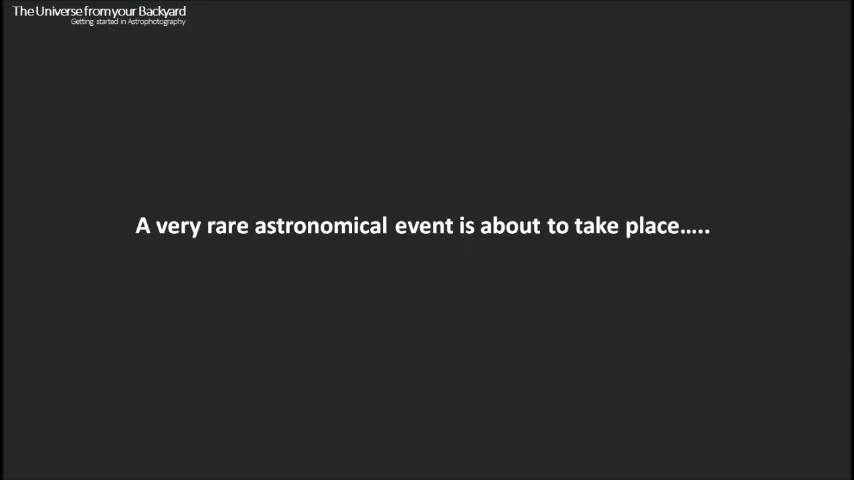 The Universe from your Backyard
Getting started in Astrophotography
A very rare astronomical event is about to take place.....